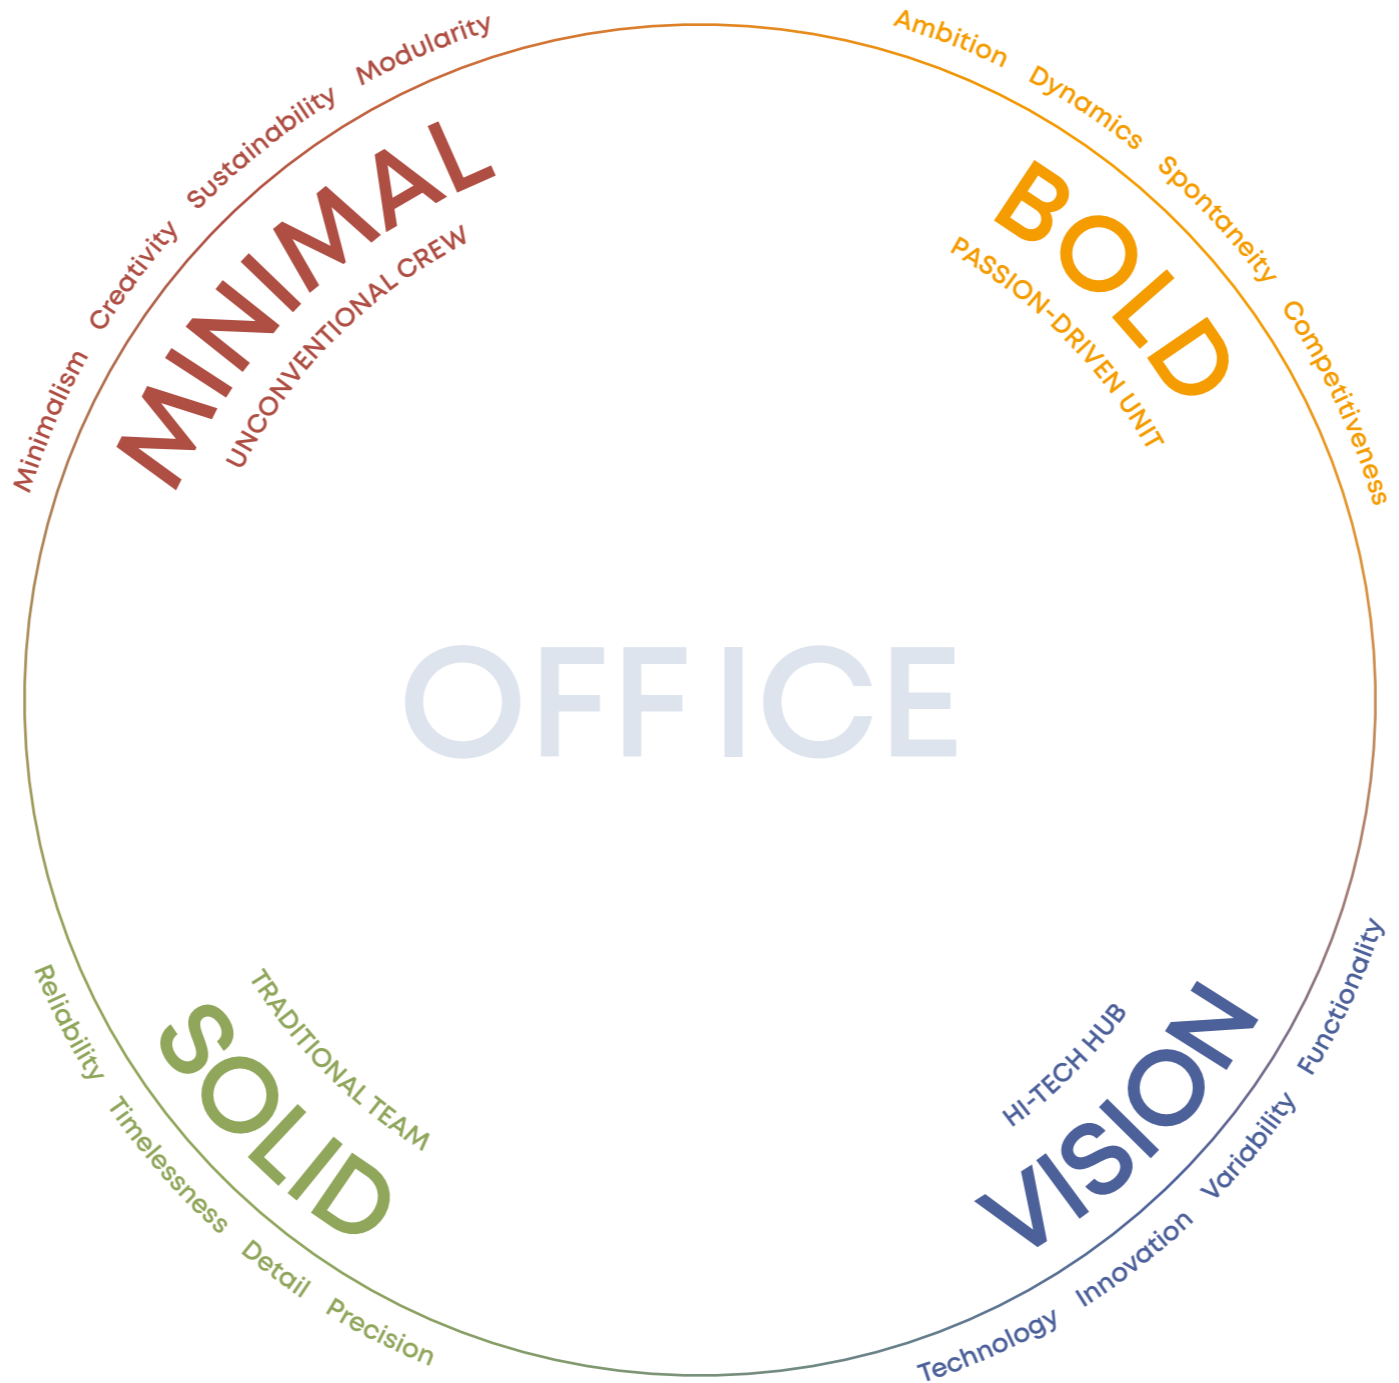 Minimalism Creativity Sustainability Modularity
MINIMAL
UNCONVENTIONAL CREW
Ambition Dynamics Spontaneity Competitiveness
BOLD
PASSION-DRIVEN UNIT
OFFICE
TRADITIONAL TEAM
SOLID
Reliability Timelessness Detail Precision
HI-TECH HUB
VISION
Technology Innovation Variability Functionality